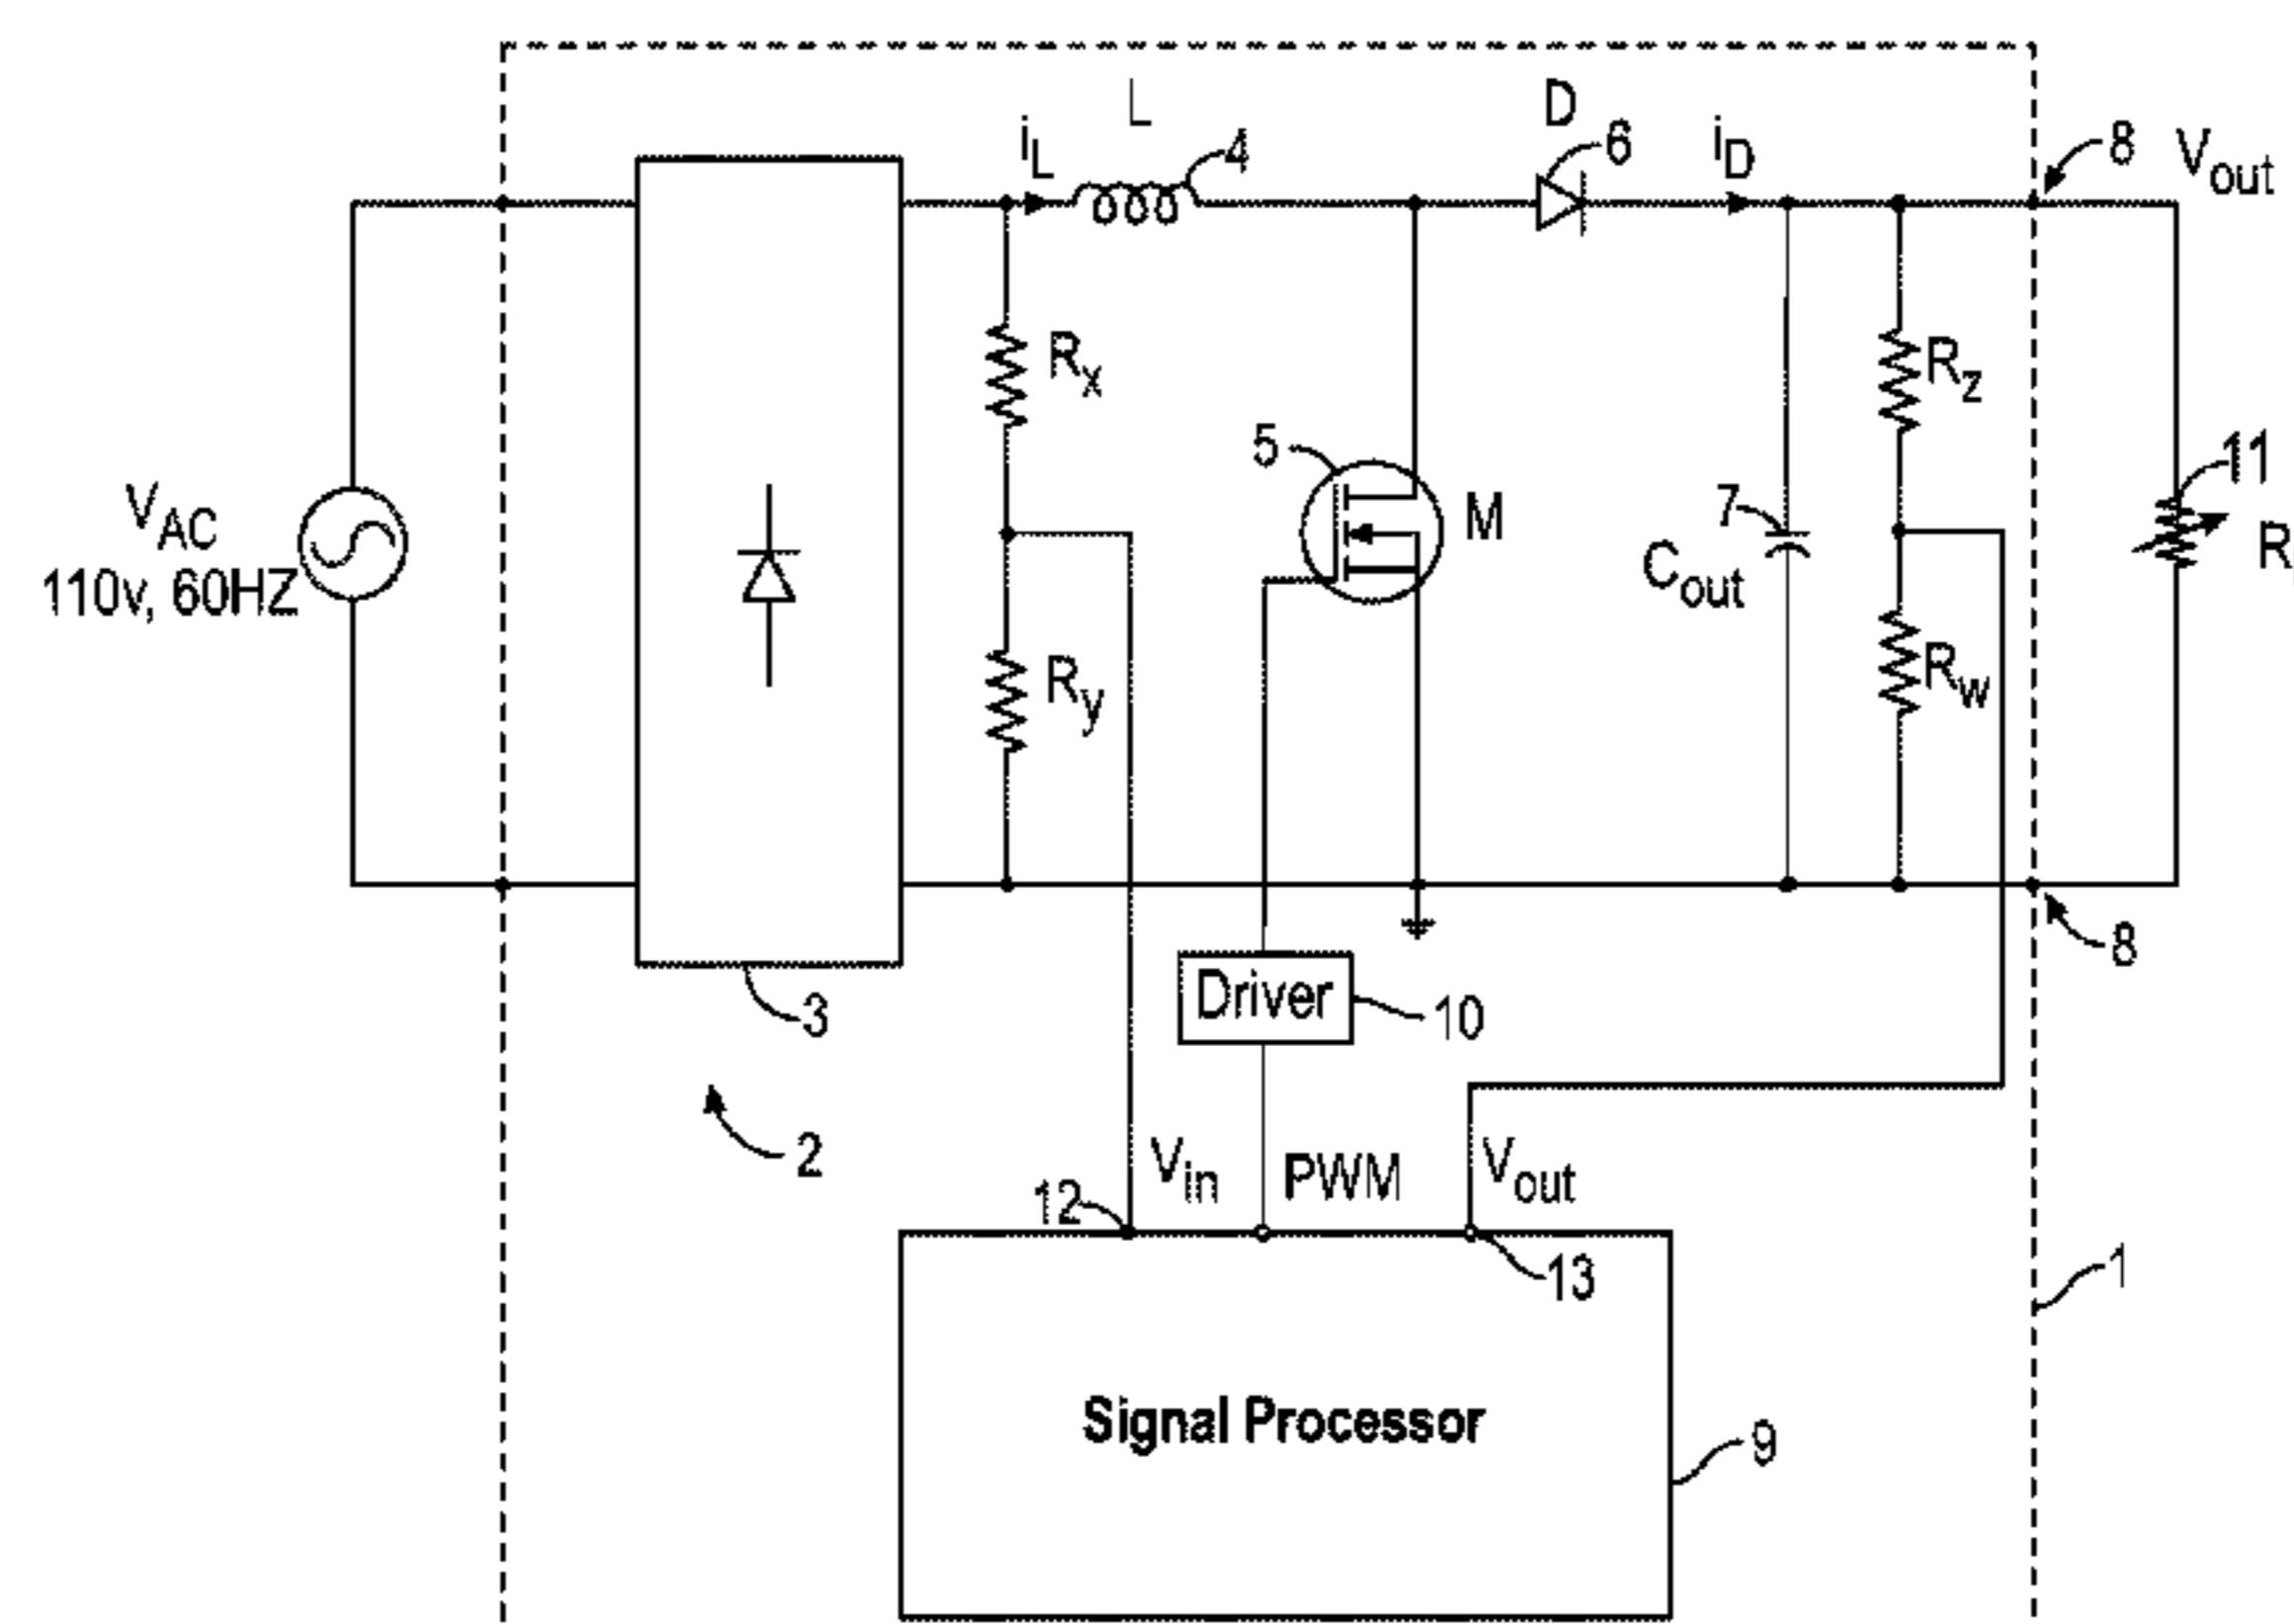 L
D
4
6
iL
iD
8
Vout
Rx
Rz
5
11
VAC
110v, 60HZ
M
7
Cout
R
Ry
Rw
8
3
Driver
10
2
Vin
PWM
Vout
12
13
1
Signal Processor
9